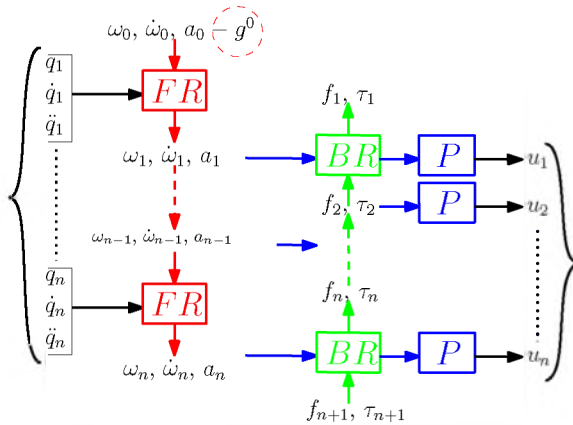 ω₀, ω̇₀, a₀ − g⁰
q₁
q̇₁
q̈₁
FR
ω₁, ω̇₁, a₁
ωₙ₋₁, ω̇ₙ₋₁, aₙ₋₁
qₙ
q̇ₙ
q̈ₙ
FR
ωₙ, ω̇ₙ, aₙ
f₁, τ₁
BR
P
u₁
f₂, τ₂
P
u₂
fₙ, τₙ
BR
P
uₙ
fₙ₊₁, τₙ₊₁